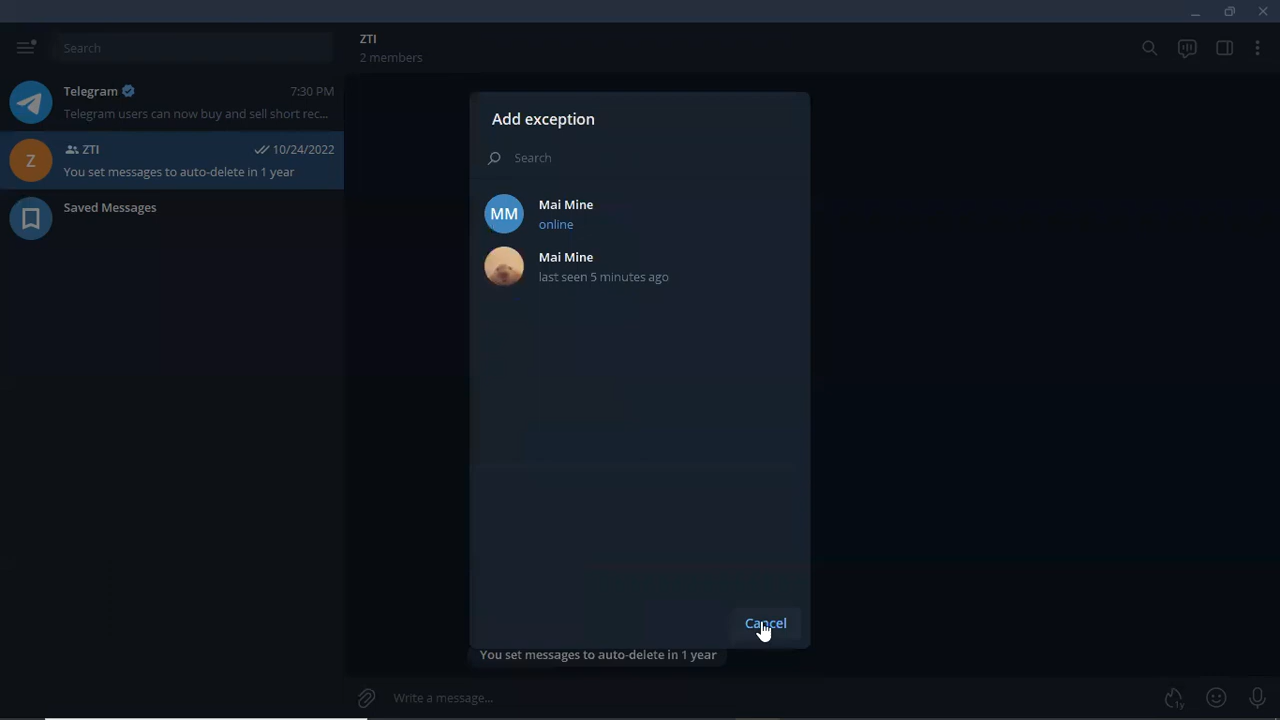 Search
ZTI
2 members
Telegram 7:30 PM
Telegram users can now buy and sell short rec...
Z
ZTI 10/24/2022
You set messages to auto-delete in 1 year
Saved Messages
Add exception
Search
MM
Mai Mine
online
Mai Mine
last seen 5 minutes ago
Cancel
You set messages to auto-delete in 1 year
Write a message...
1y